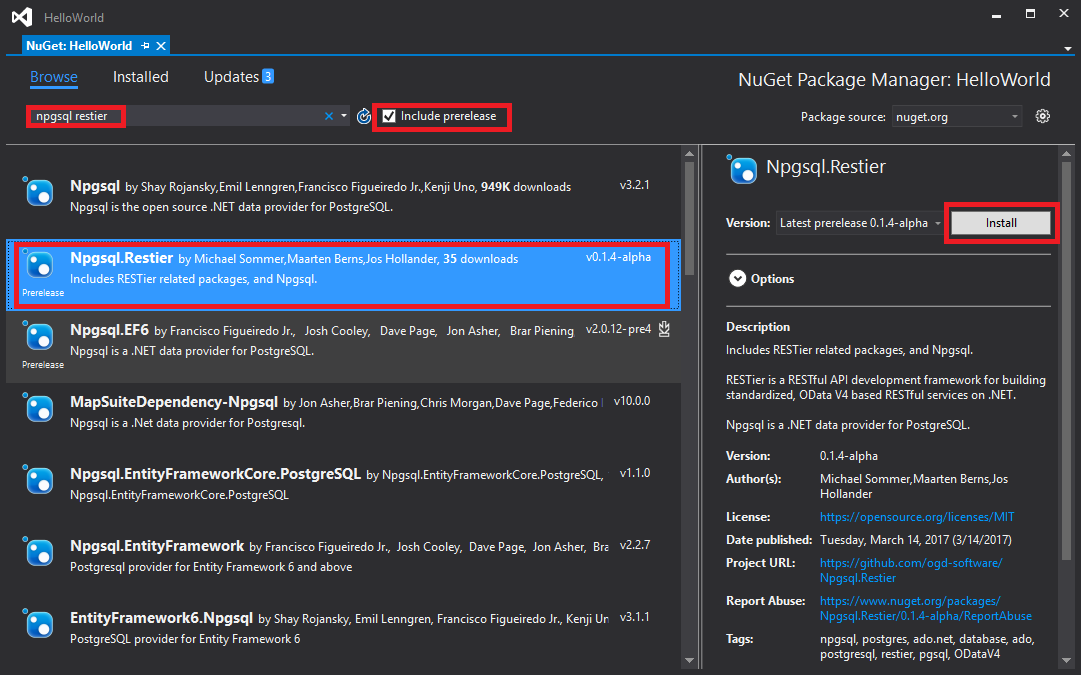 HelloWorld
NuGet: HelloWorld
Browse Installed Updates 3
NuGet Package Manager: HelloWorld
npgsql restier
Include prerelease
Package source: nuget.org
Npgsql by Shay Rojansky,Emil Lenngren,Francisco Figueiredo Jr.,Kenji Uno, 949K downloads v3.2.1
Npgsql is the open source .NET data provider for PostgreSQL.
Npgsql.Restier by Michael Sommer,Maarten Berns,Jos Hollander, 35 downloads v0.1.4-alpha
Includes RESTier related packages, and Npgsql.
Prerelease
Npgsql.EF6 by Francisco Figueiredo Jr., Josh Cooley, Dave Page, Jon Asher, Brar Piening v2.0.12-pre4
Npgsql is a .NET data provider for PostgreSQL.
Prerelease
MapSuiteDependency-Npgsql by Jon Asher,Brar Piening,Chris Morgan,Dave Page,Federico v10.0.0
Npgsql is a .Net data provider for Postgresql.
Npgsql.EntityFrameworkCore.PostgreSQL by Npgsql.EntityFrameworkCore.PostgreSQL, v1.1.0
Npgsql.EntityFrameworkCore.PostgreSQL
Npgsql.EntityFramework by Francisco Figueiredo Jr., Josh Cooley, Dave Page, Jon Asher, Bra v2.2.7
Postgresql provider for Entity Framework 6 and above
EntityFramework6.Npgsql by Shay Rojansky, Emil Lenngren, Francisco Figueiredo Jr., Kenji Un v3.1.1
PostgreSQL provider for Entity Framework 6
Npgsql.Restier
Version: Latest prerelease 0.1.4-alpha Install
Options
Description
Includes RESTier related packages, and Npgsql.
RESTier is a RESTful API development framework for building
standardized, OData V4 based RESTful services on .NET.
Npgsql is a .NET data provider for PostgreSQL.
Version: 0.1.4-alpha
Author(s): Michael Sommer,Maarten Berns,Jos
Hollander
License: https://opensource.org/licenses/MIT
Date published: Tuesday, March 14, 2017 (3/14/2017)
Project URL: https://github.com/ogd-software/
Npgsql.Restier
Report Abuse: https://www.nuget.org/packages/
Npgsql.Restier/0.1.4-alpha/ReportAbuse
Tags: npgsql, postgres, ado.net, database, ado,
postgresql, restier, pgsql, ODataV4